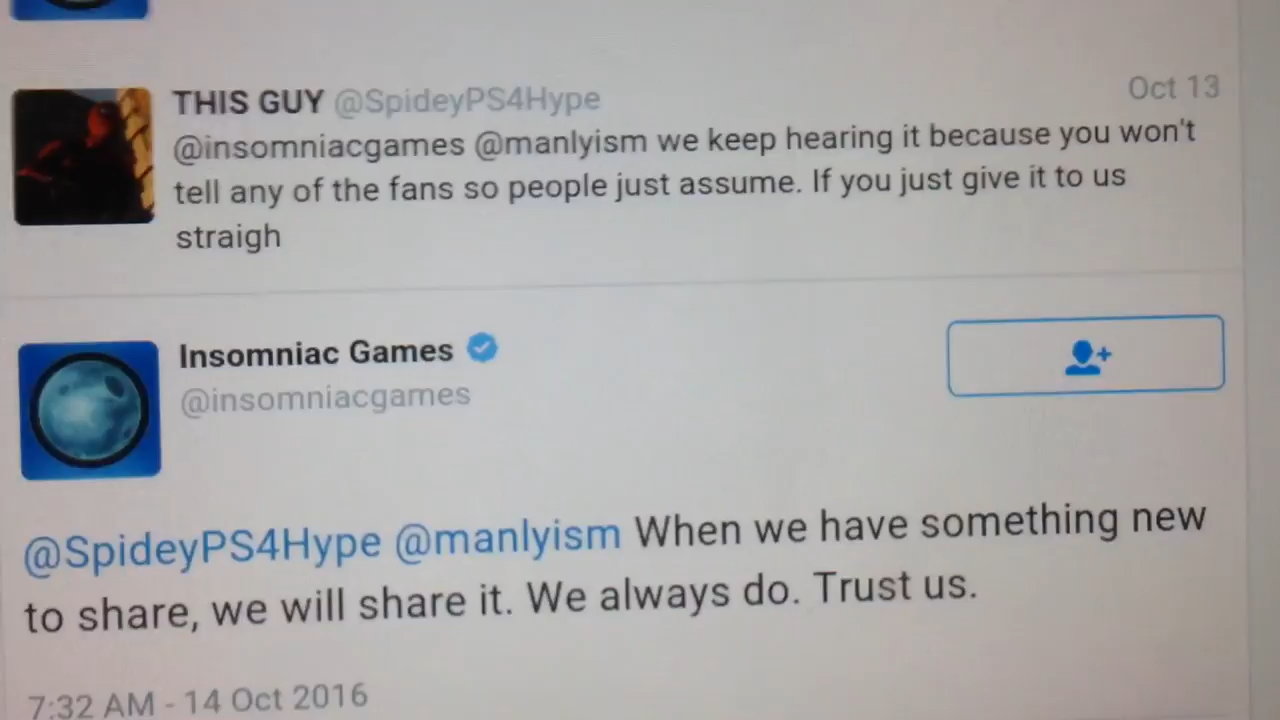 THIS GUY @SpideyPS4Hype
Oct 13
@insomniacgames @manlyism we keep hearing it because you won't
tell any of the fans so people just assume. If you just give it to us
straigh
Insomniac Games
@insomniacgames
@SpideyPS4Hype @manlyism When we have something new
to share, we will share it. We always do. Trust us.
7:32 AM - 14 Oct 2016